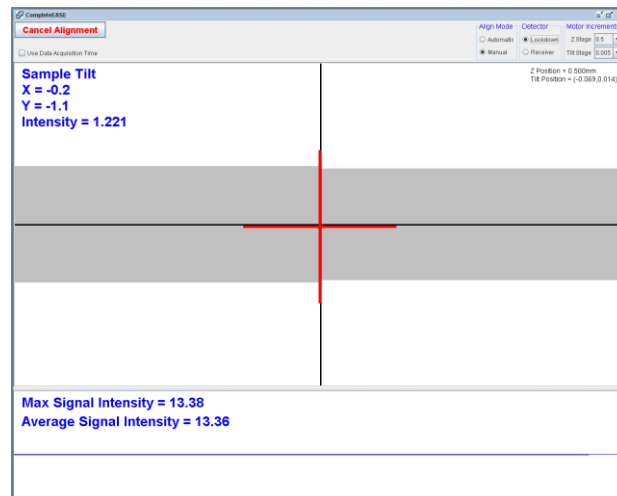 CompleteEASE
Cancel Alignment
Use Data Acquisition Time
Align Mode
Automatic
Manual
Detector
Lockdown
Receiver
Motor Increment
Z Stage 0.5
Tilt Stage 0.005
Sample Tilt
X = -0.2
Y = -1.1
Intensity = 1.221
Z Position = 0.500mm
Tilt Position = (-0.069,0.014)
Max Signal Intensity = 13.38
Average Signal Intensity = 13.36